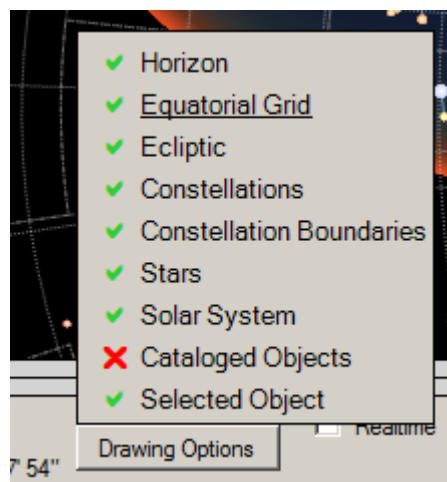 Horizon
Equatorial Grid
Ecliptic
Constellations
Constellation Boundaries
Stars
Solar System
Cataloged Objects
Selected Object
Realtime
Drawing Options
7' 54"